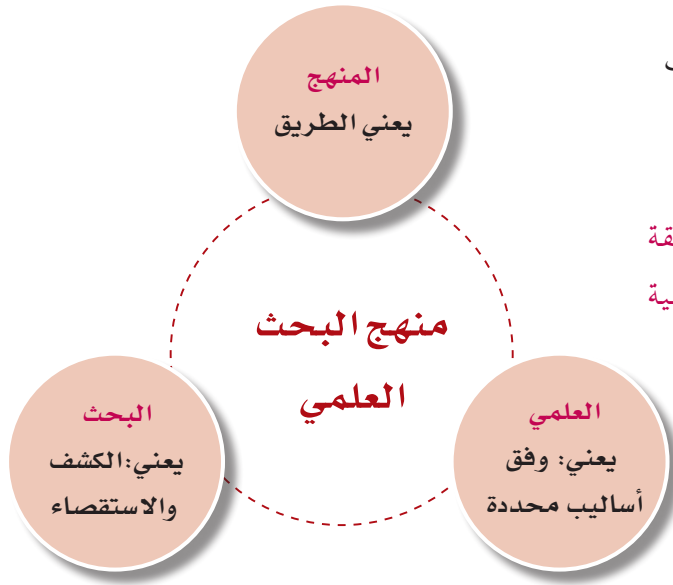 المنهج
يعني الطريق
منهج البحث
العلمي
العلمي
يعني: وفق
أساليب محددة
البحث
يعني:الكشف
والاستقصاء